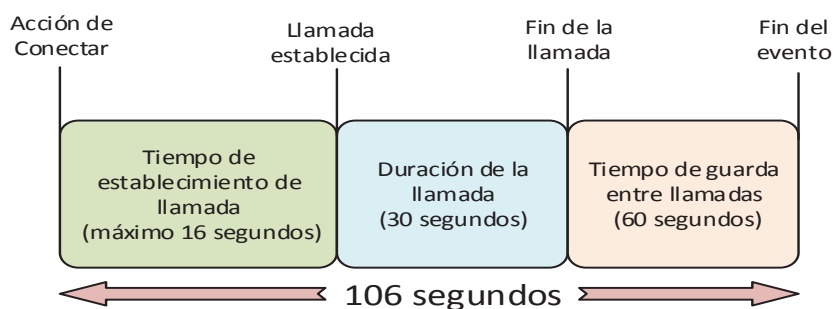 Acción de
Conectar
Llamada
establecida
Fin de la
llamada
Fin del
evento
Tiempo de
establecimiento de
llamada
(máximo 16 segundos)
Duración de la
llamada
(30 segundos)
Tiempo de guarda
entre llamadas
(60 segundos)
106 segundos